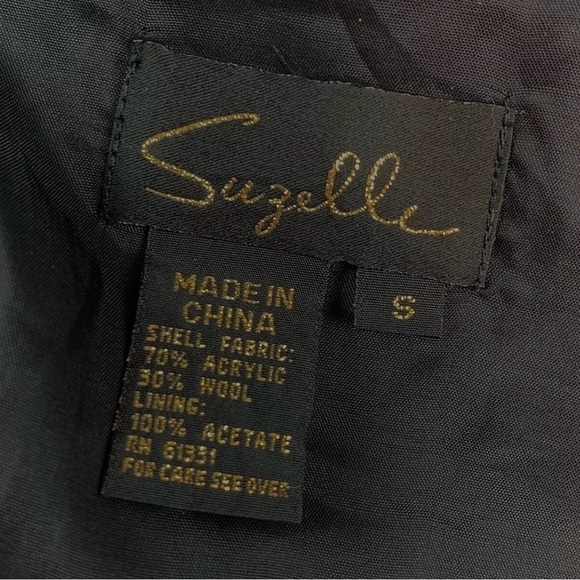 Suzelle
S
MADE IN
CHINA
SHELL FABRIC:
70% ACRYLIC
30% WOOL
LINING:
100% ACETATE
RN 61331
FOR CARE SEE OVER